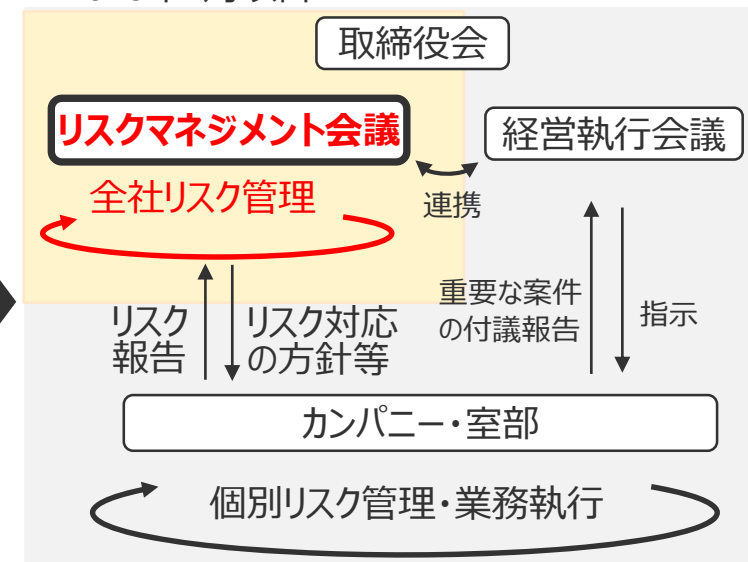 取締役会
リスクマネジメント会議
経営執行会議
全社リスク管理
連携
リスク
報告
リスク対応
の方針等
重要な案件
の付議報告
指示
カンパニー・室部
個別リスク管理・業務執行